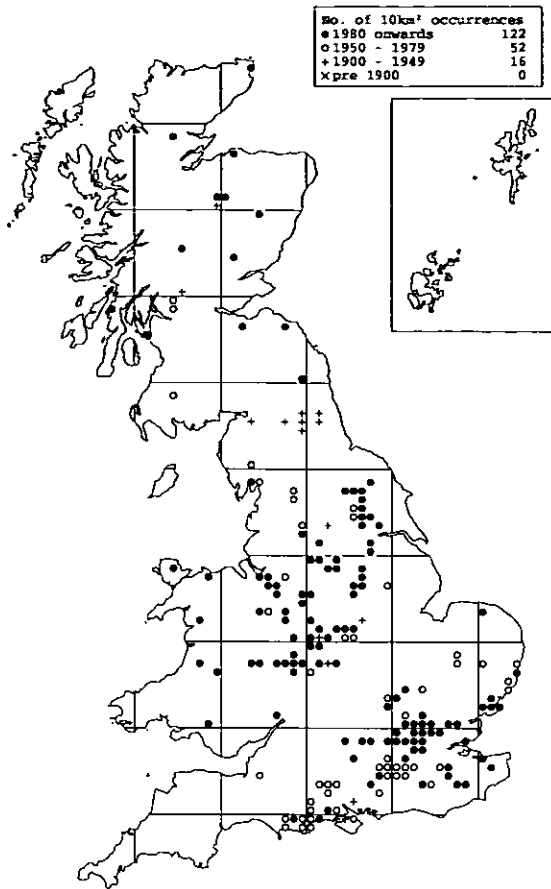 No. of 10km² occurrences
● 1980 onwards 122
○ 1950 - 1979 52
+ 1900 - 1949 16
× pre 1900 0